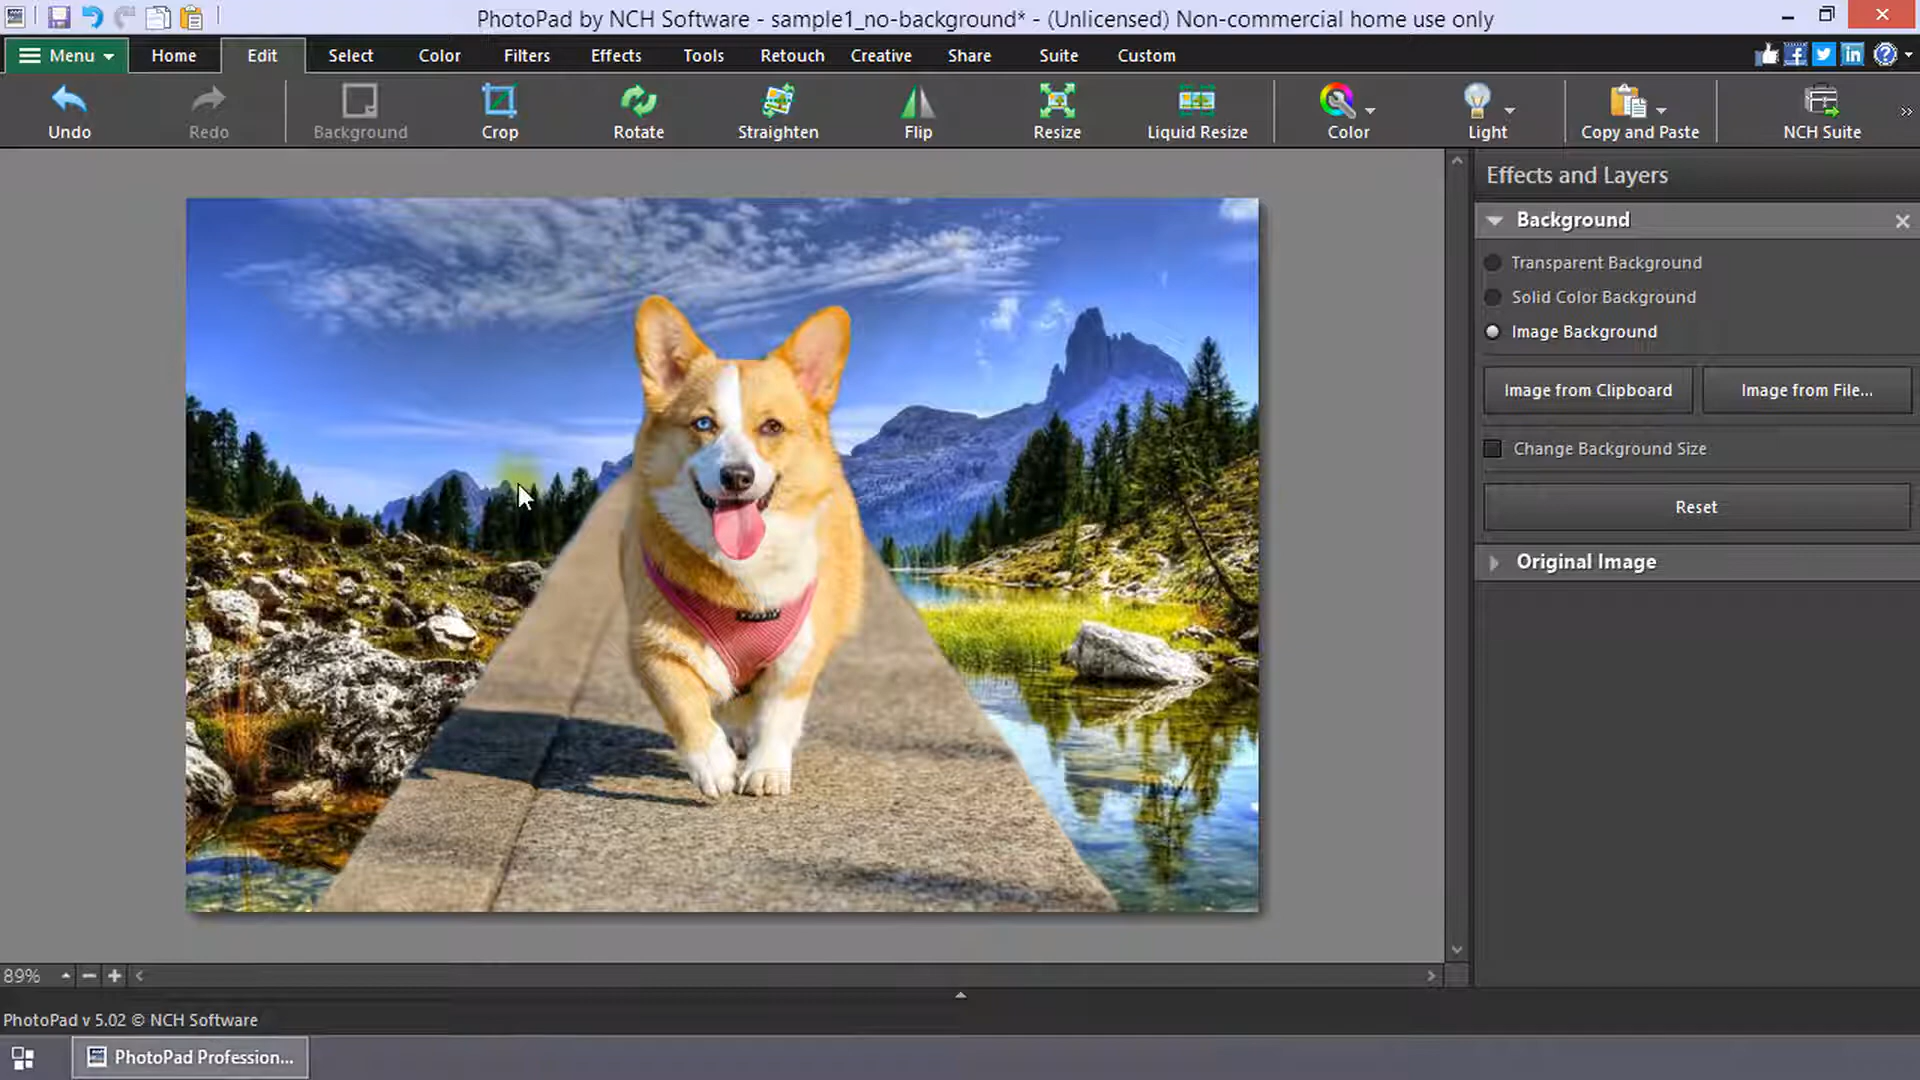 PhotoPad by NCH Software - sample1_no-background* - (Unlicensed) Non-commercial home use only
Menu Home Edit Select Color Filters Effects Tools Retouch Creative Share Suite Custom
Undo Redo Background Crop Rotate Straighten Flip Resize Liquid Resize Color Light Copy and Paste NCH Suite
Effects and Layers
Background
Transparent Background
Solid Color Background
Image Background
Image from Clipboard Image from File...
Change Background Size
Reset
Original Image
89%
PhotoPad v 5.02 © NCH Software
PhotoPad Profession...